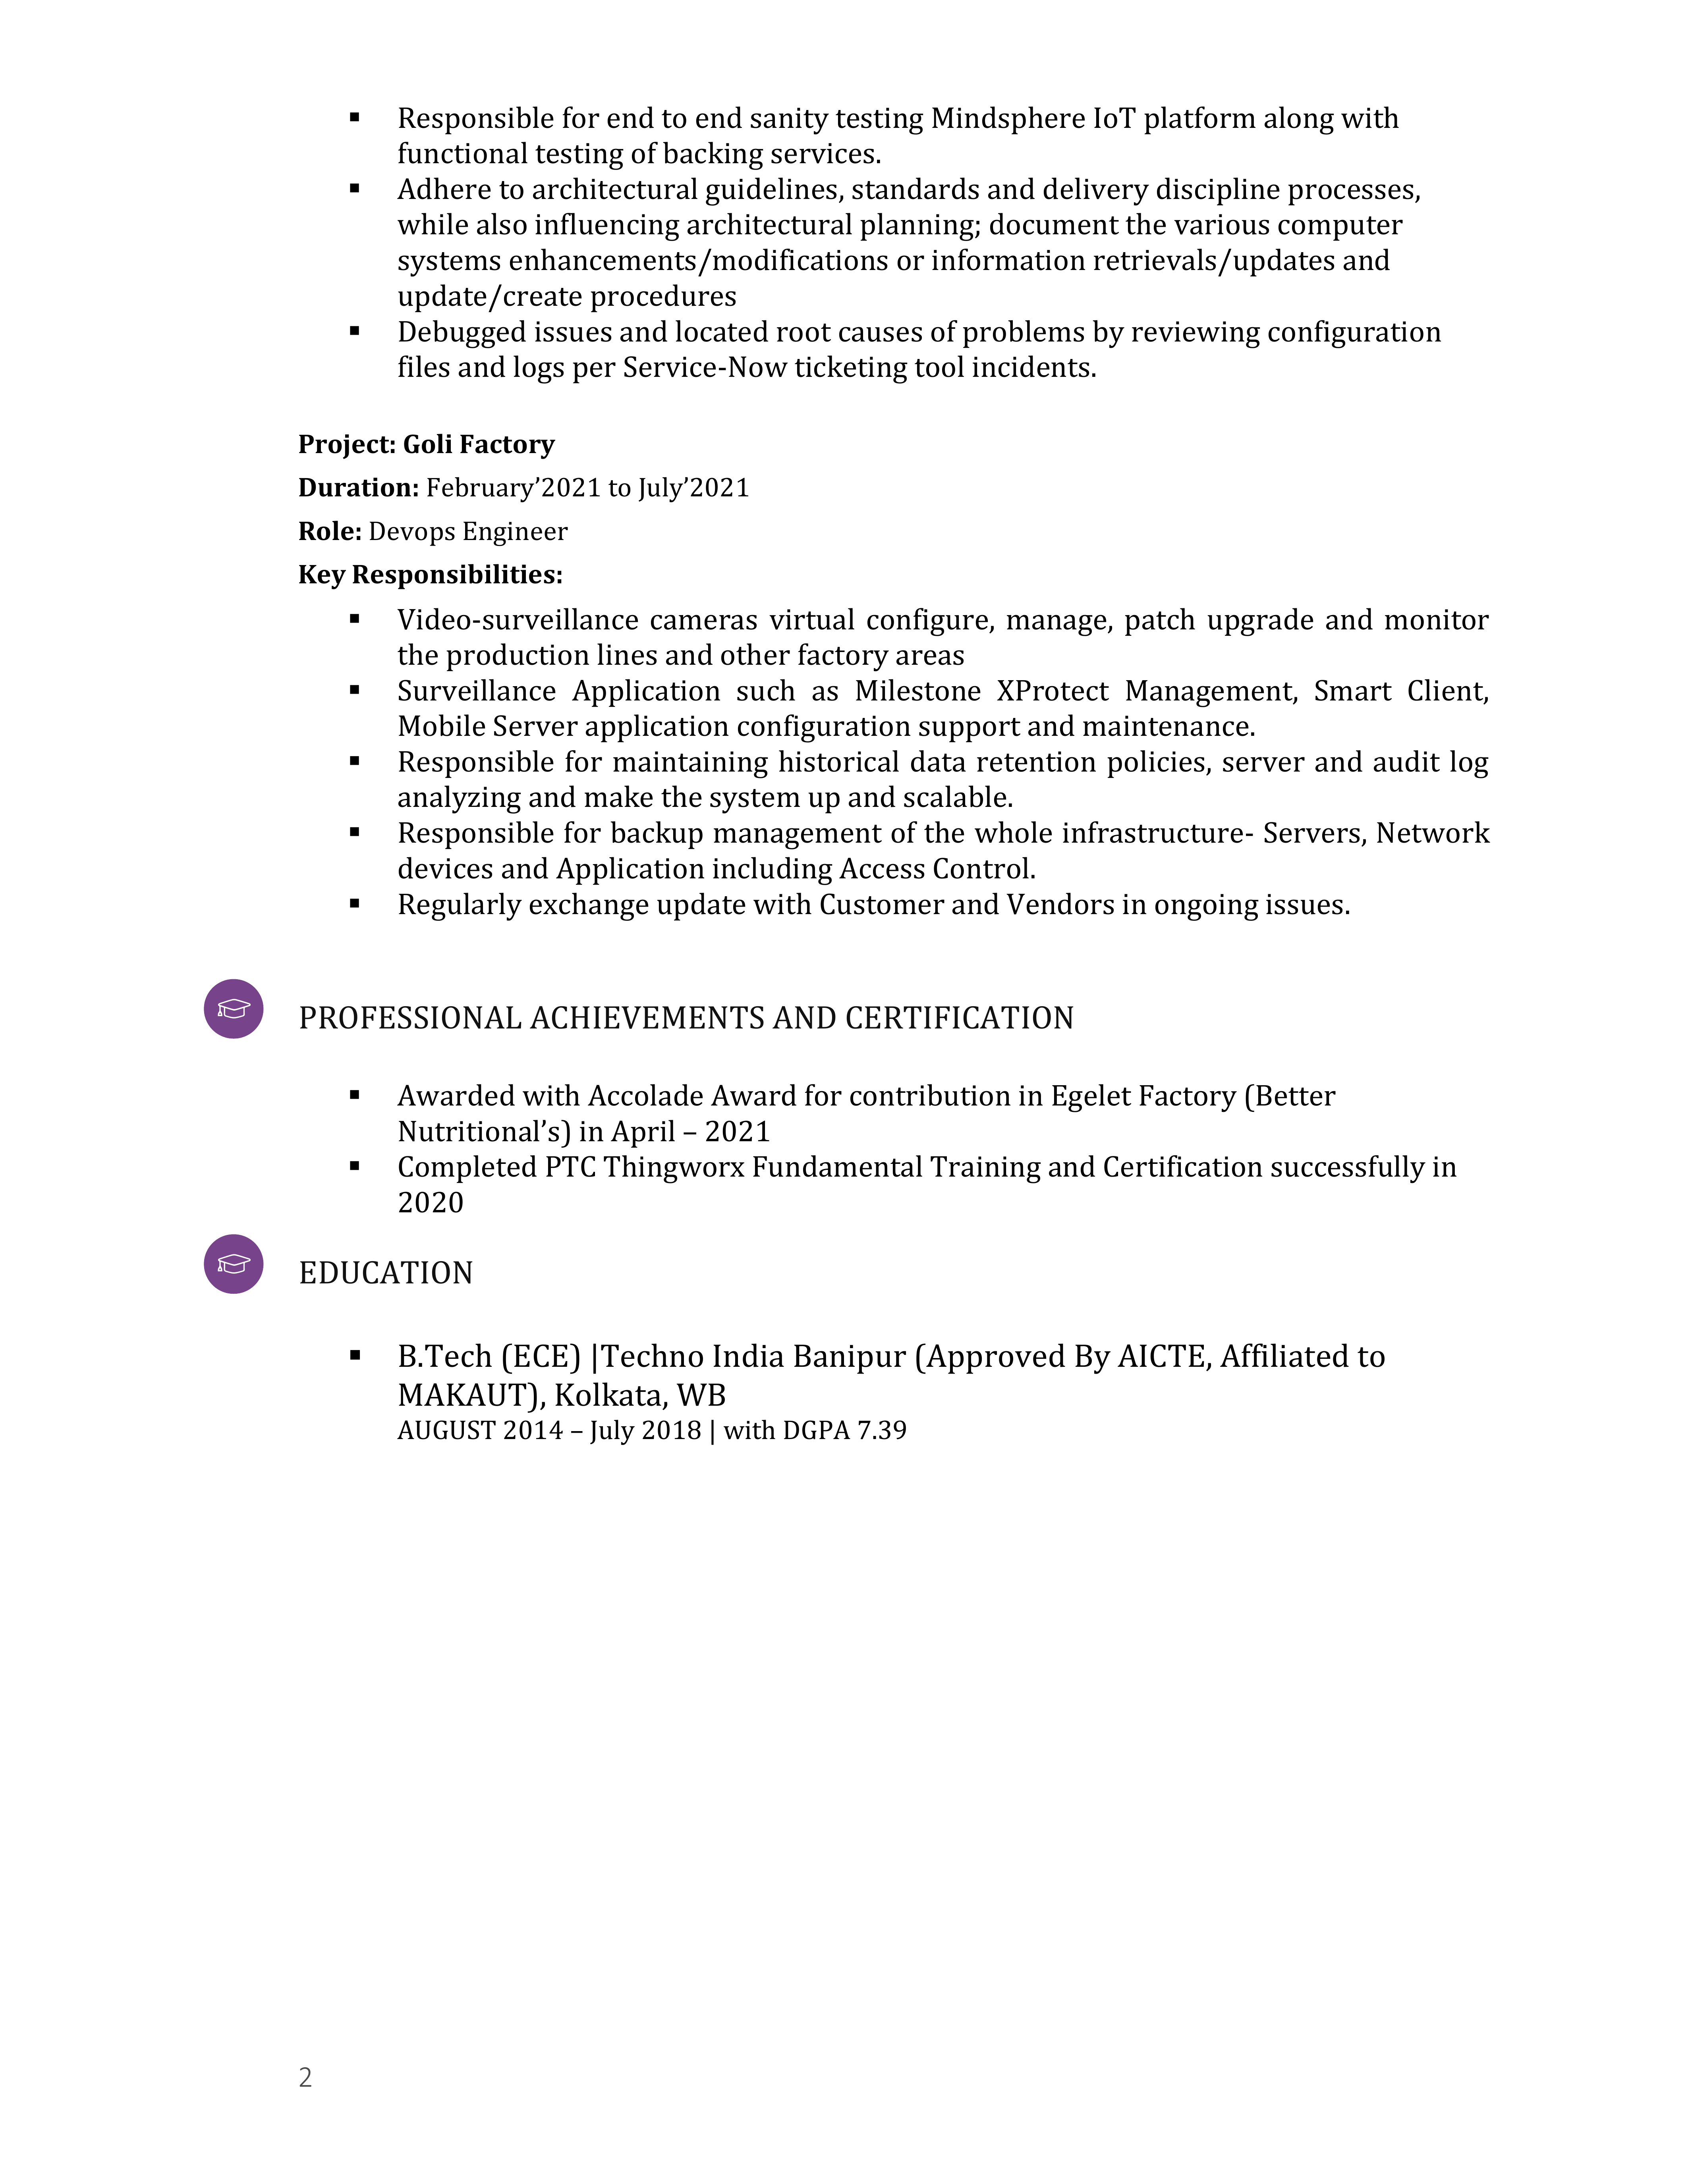 ▪ Responsible for end to end sanity testing Mindsphere IoT platform along with
functional testing of backing services.
▪ Adhere to architectural guidelines, standards and delivery discipline processes,
while also influencing architectural planning; document the various computer
systems enhancements/modifications or information retrievals/updates and
update/create procedures
▪ Debugged issues and located root causes of problems by reviewing configuration
files and logs per Service-Now ticketing tool incidents.
Project: Goli Factory
Duration: February’2021 to July’2021
Role: Devops Engineer
Key Responsibilities:
▪ Video-surveillance cameras virtual configure, manage, patch upgrade and monitor
the production lines and other factory areas
▪ Surveillance Application such as Milestone XProtect Management, Smart Client,
Mobile Server application configuration support and maintenance.
▪ Responsible for maintaining historical data retention policies, server and audit log
analyzing and make the system up and scalable.
▪ Responsible for backup management of the whole infrastructure- Servers, Network
devices and Application including Access Control.
▪ Regularly exchange update with Customer and Vendors in ongoing issues.
PROFESSIONAL ACHIEVEMENTS AND CERTIFICATION
▪ Awarded with Accolade Award for contribution in Egelet Factory (Better
Nutritional’s) in April – 2021
▪ Completed PTC Thingworx Fundamental Training and Certification successfully in
2020
EDUCATION
▪ B.Tech (ECE) |Techno India Banipur (Approved By AICTE, Affiliated to
MAKAUT), Kolkata, WB
AUGUST 2014 – July 2018 | with DGPA 7.39
2